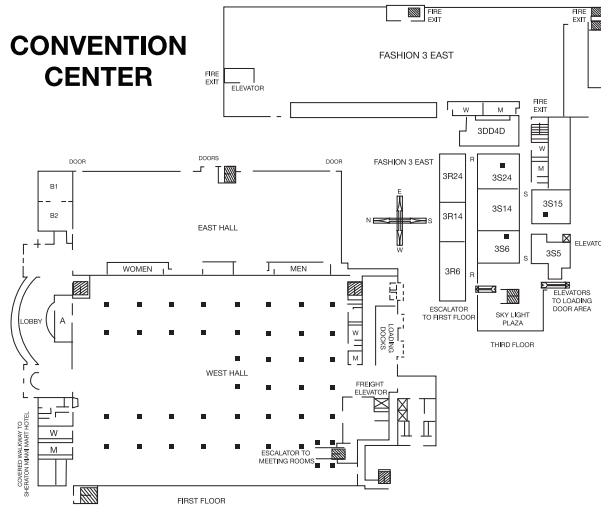 CONVENTION
CENTER
FIRE
EXIT
FIRE
EXIT
FASHION 3 EAST
FIRE
EXIT
ELEVATOR
W
M
FIRE
EXIT
3DD4D
W
M
DOOR
DOORS
DOOR
FASHION 3 EAST
R
3R24
3S24
S
3S15
B1
B2
E
N
S
W
3R14
3S14
EAST HALL
3S6
S
3S5
ELEVATOR
WOMEN
MEN
3R6
R
ELEVATORS
TO LOADING
DOOR AREA
ESCALATOR
TO FIRST FLOOR
SKY LIGHT
PLAZA
THIRD FLOOR
LOBBY
A
W
M
LOADING
DOCKS
WEST HALL
FREIGHT
ELEVATOR
W
M
COVERED WALKWAY TO
SHERATON MIAMI MART HOTEL
ESCALATOR TO
MEETING ROOMS
FIRST FLOOR